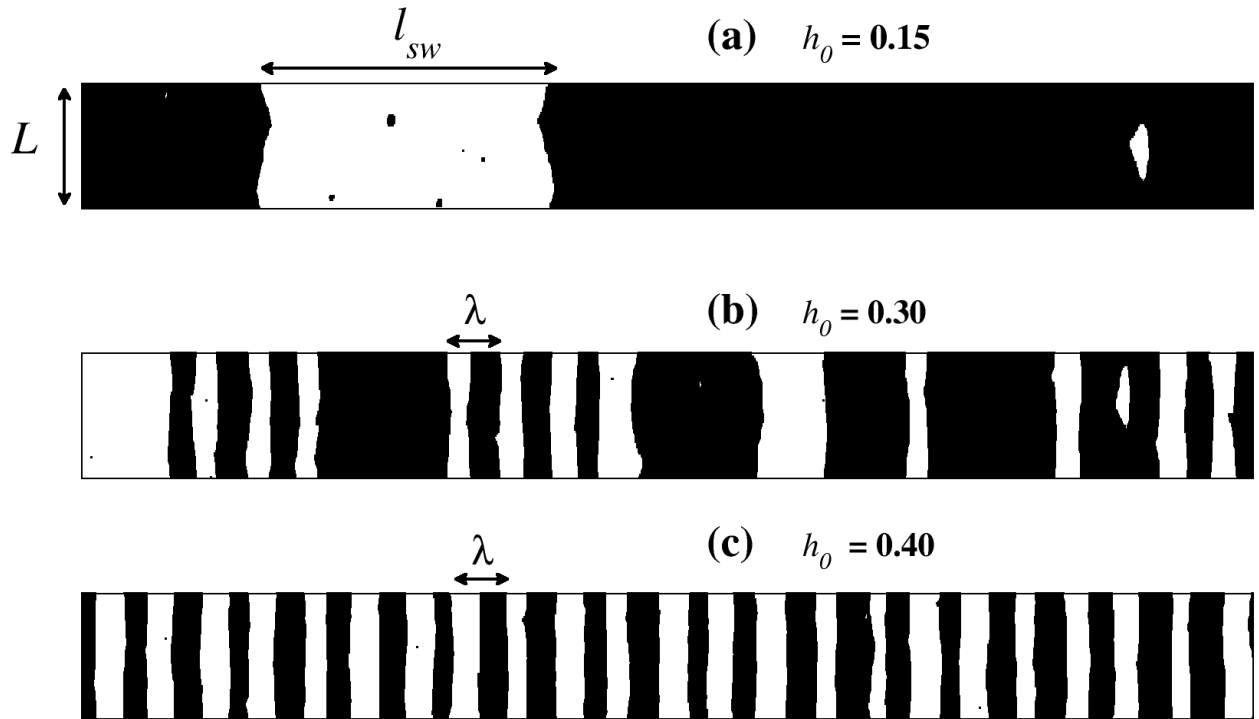 l_sw (a) h_0 = 0.15
L
λ (b) h_0 = 0.30
λ (c) h_0 = 0.40